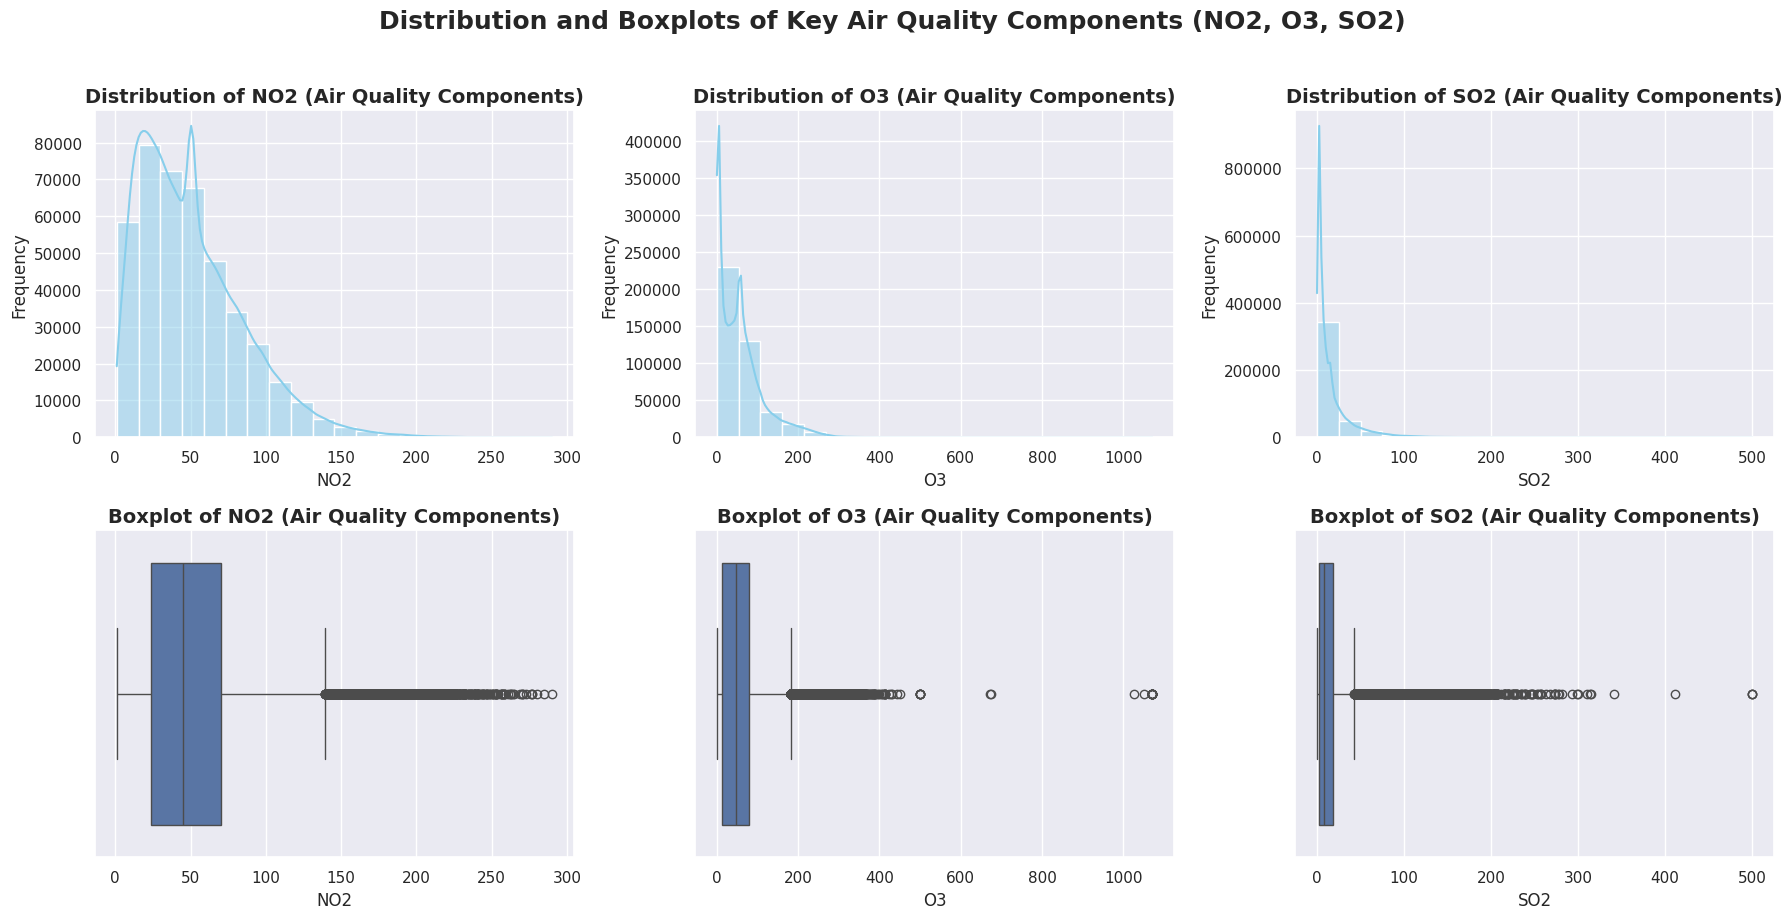 Distribution and Boxplots of Key Air Quality Components (NO2, O3, SO2)
Distribution of NO2 (Air Quality Components)
80000
70000
60000
50000
40000
30000
20000
10000
0
Frequency
0 50 100 150 200 250 300
NO2
Distribution of O3 (Air Quality Components)
400000
350000
300000
250000
200000
150000
100000
50000
0
Frequency
0 200 400 600 800 1000
O3
Distribution of SO2 (Air Quality Components)
800000
600000
400000
200000
0
Frequency
0 100 200 300 400 500
SO2
Boxplot of NO2 (Air Quality Components)
0 50 100 150 200 250 300
NO2
Boxplot of O3 (Air Quality Components)
0 200 400 600 800 1000
O3
Boxplot of SO2 (Air Quality Components)
0 100 200 300 400 500
SO2